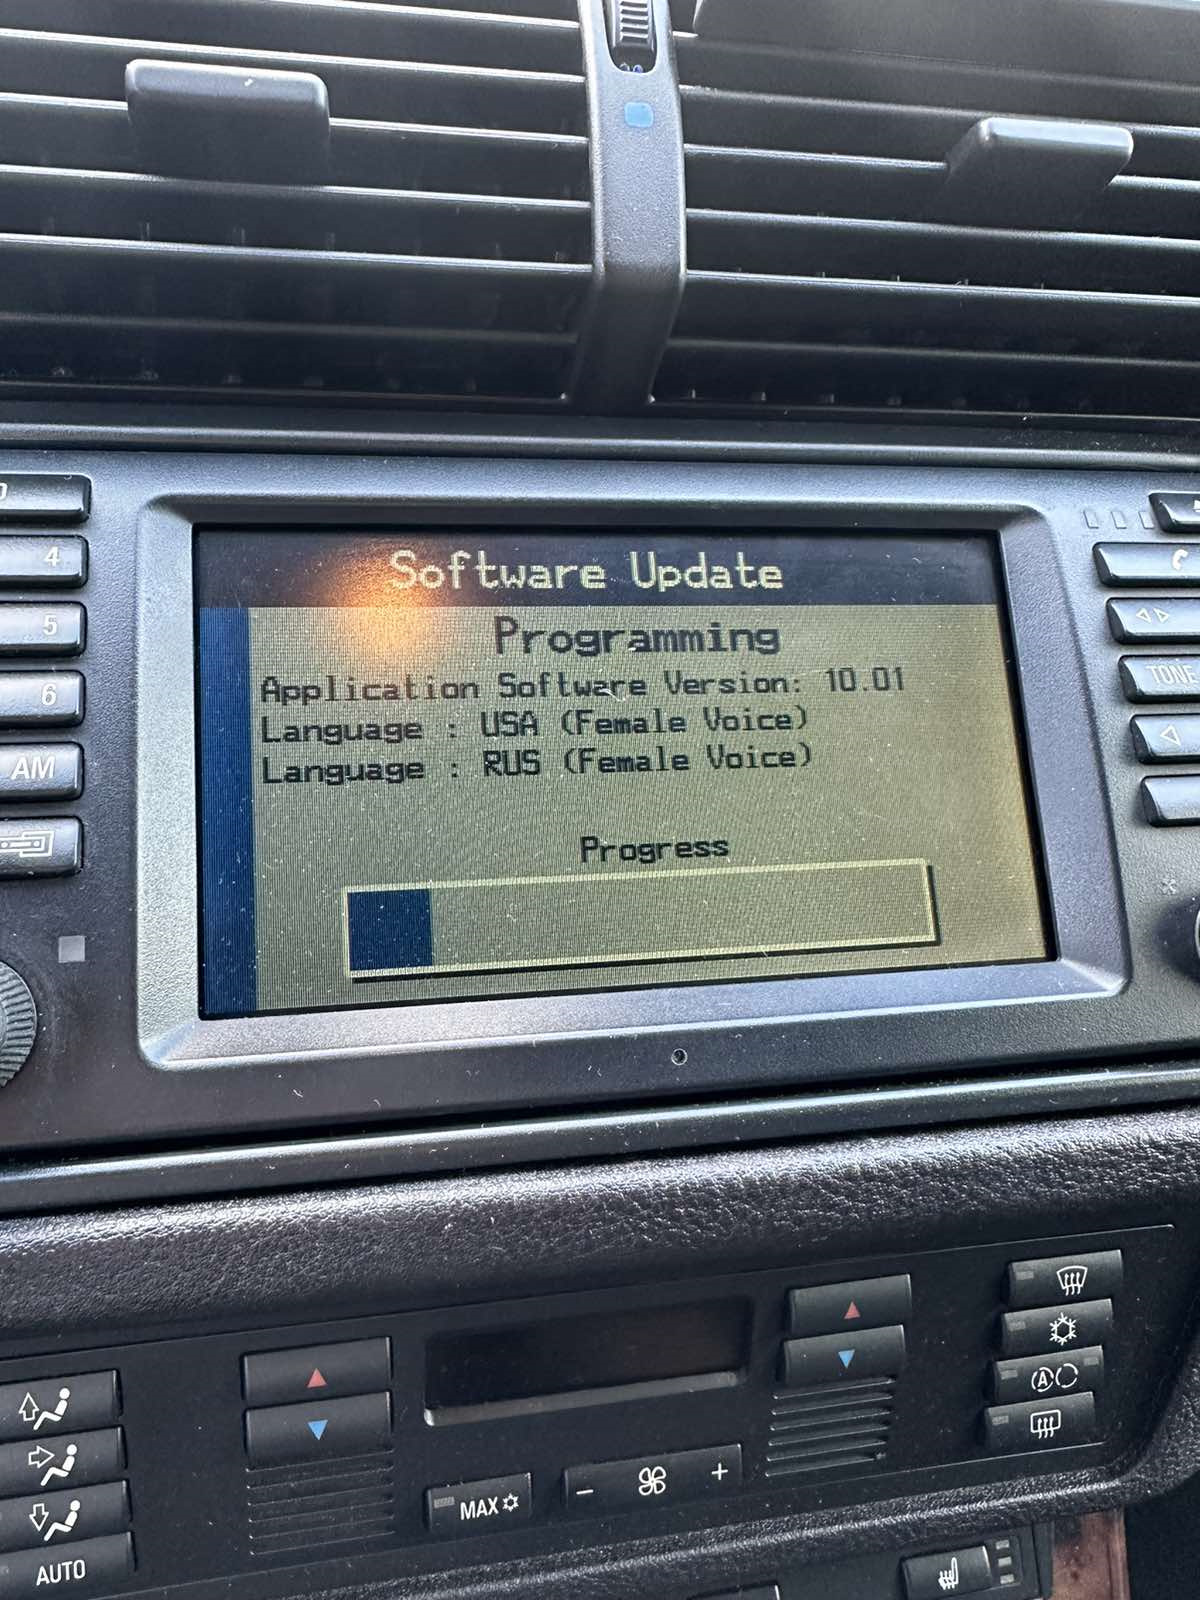 Software Update
Programming
Application Software Version: 10.01
Language : USA (Female Voice)
Language : RUS (Female Voice)
Progress
4
5
6
AM
TONE
MAX
- +
A
AUTO